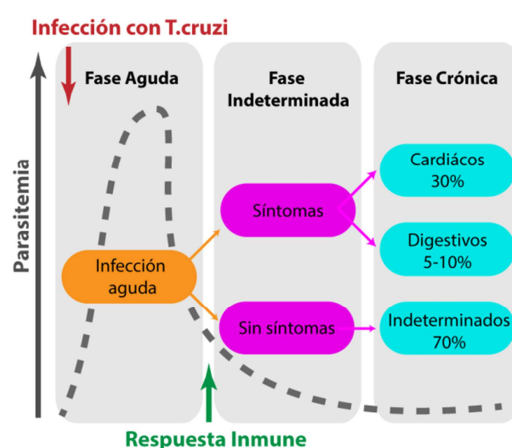 Infección con T.cruzi
Fase Aguda
Fase
Indeterminada
Fase Crónica
Parasitemia
Infección
aguda
Síntomas
Sin síntomas
Cardiácos
30%
Digestivos
5-10%
Indeterminados
70%
Respuesta Inmune